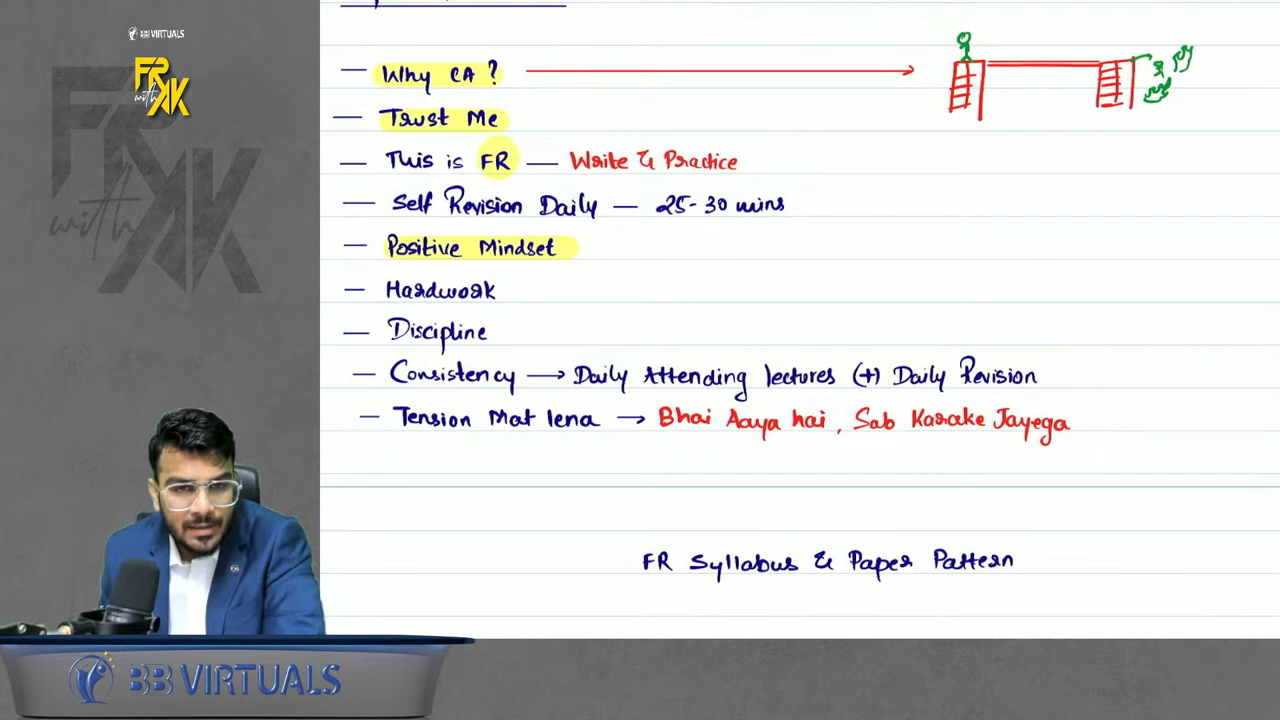 BB VIRTUALS
FR
with
AK
— Why CA ? →
— Trust Me
— This is FR — Write & Practice
— Self Revision Daily — 25-30 mins
— Positive Mindset
— Hardwork
— Discipline
— Consistency → Daily Attending lectures (+) Daily Revision
— Tension Mat lena → Bhai Aaya hai, Sab Karake Jayega
FR Syllabus & Paper Pattern
BB VIRTUALS